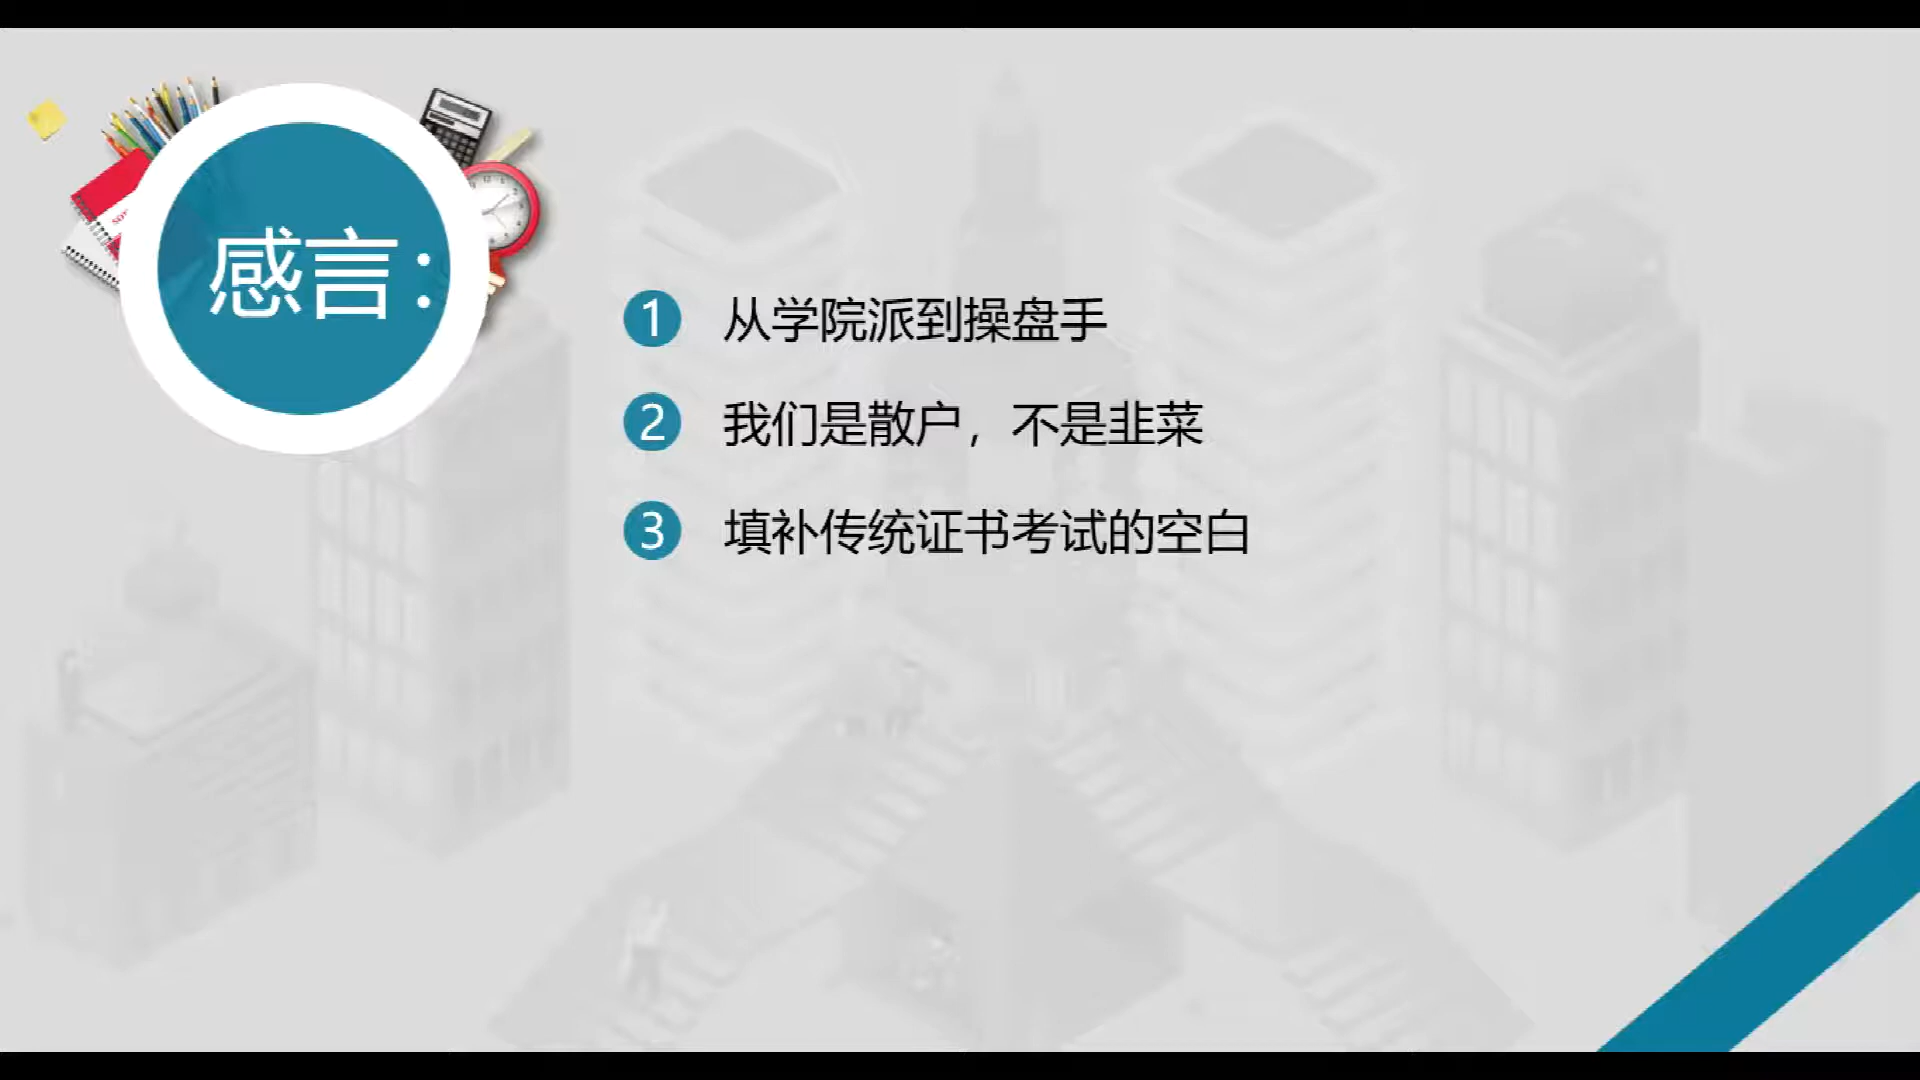 感言：
1 从学院派到操盘手
2 我们是散户，不是韭菜
3 填补传统证书考试的空白